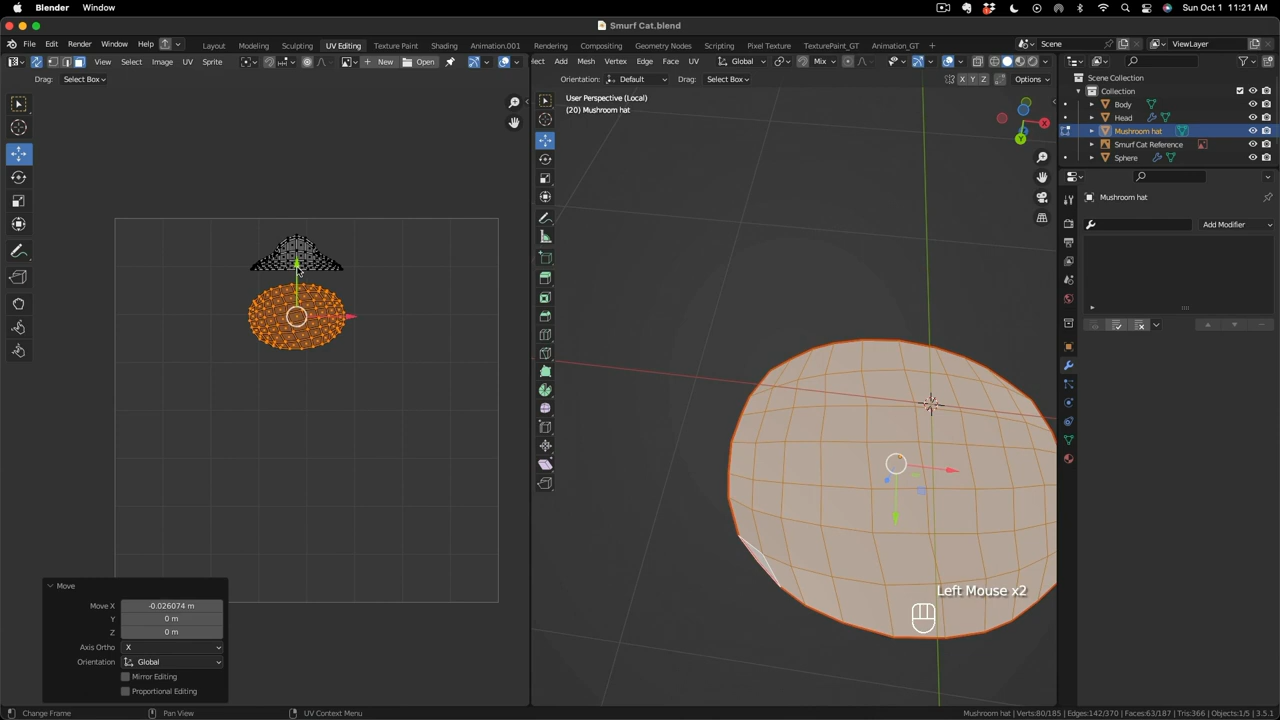 Blender Window Sun Oct 1 11:21 AM
Smurf Cat.blend
File Edit Render Window Help Layout Modeling Sculpting UV Editing Texture Paint Shading Animation.001 Rendering Compositing Geometry Nodes Scripting Pixel Texture TexturePaint_GT Animation_GT Scene ViewLayer
View Select Image UV Sprite New Open elect Add Mesh Vertex Edge Face UV Global Mix
Drag: Select Box Orientation: Default Drag: Select Box X Y Z Options
Scene Collection
Collection
Body
Head
Mushroom hat
Smurf Cat Reference
Sphere
User Perspective (Local)
(20) Mushroom hat
X
Y
Mushroom hat
Add Modifier
Left Mouse x2
Move
Move X -0.026074 m
Y 0 m
Z 0 m
Axis Ortho X
Orientation Global
Mirror Editing
Proportional Editing
Change Frame Pan View UV Context Menu Mushroom hat | Verts:80/185 | Edges:142/370 | Faces:63/187 | Tris:366 | Objects:1/5 | 3.5.1